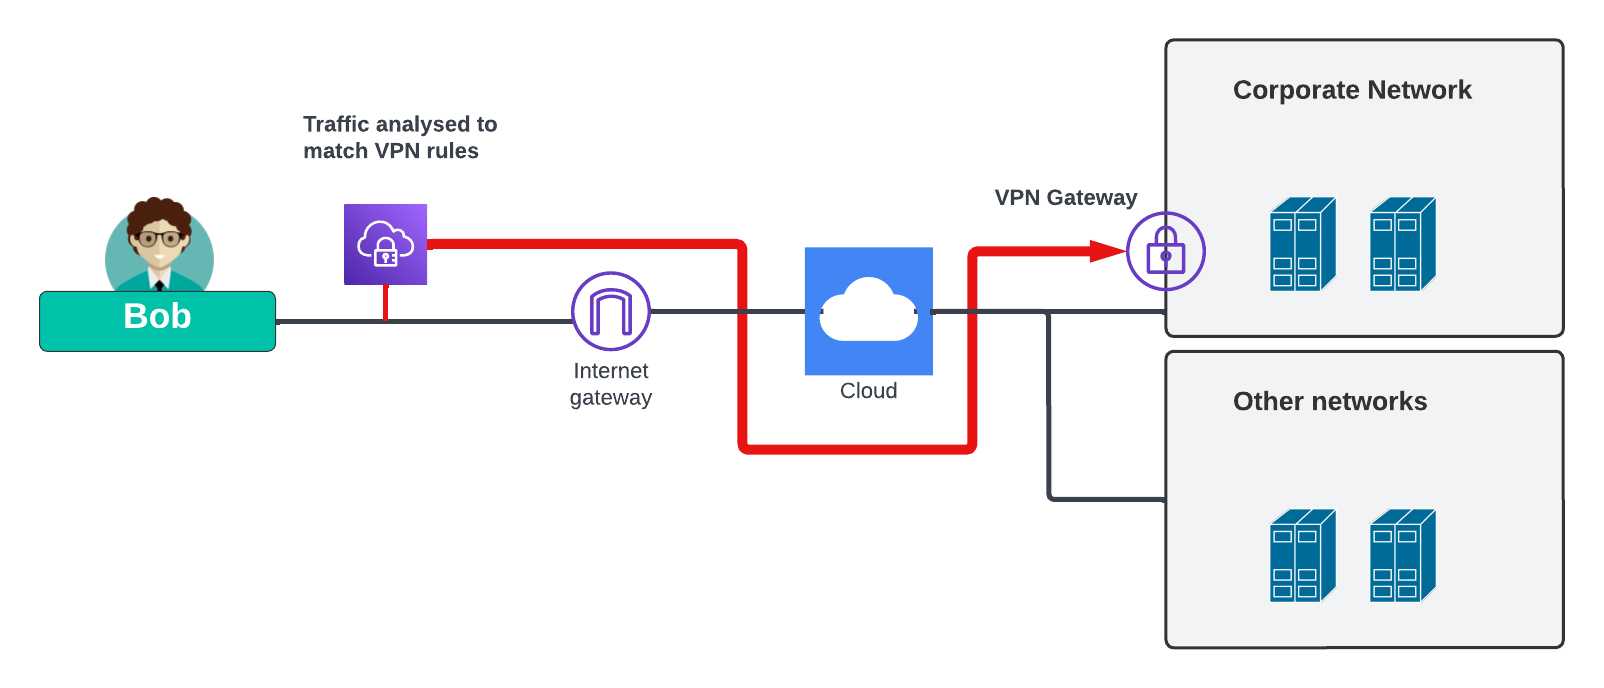 Corporate Network
Traffic analysed to
match VPN rules
VPN Gateway
Bob
Internet
gateway
Cloud
Other networks